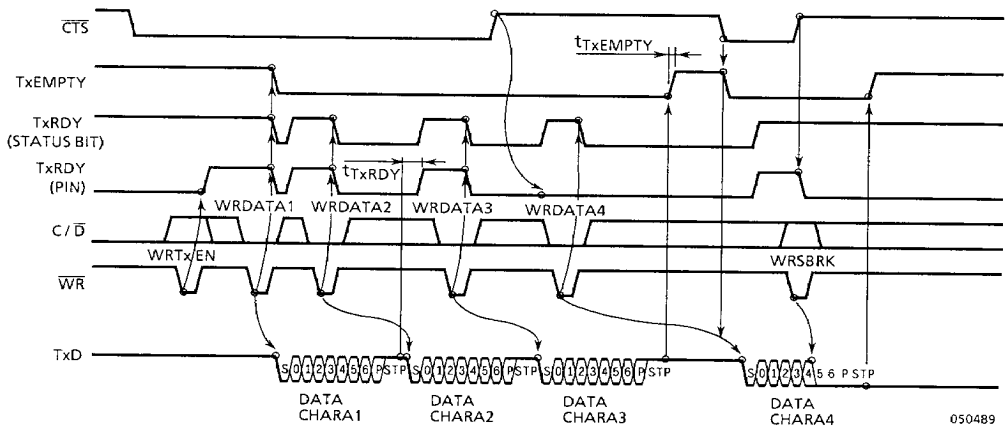 CTS
tTxEMPTY
TxEMPTY
TxRDY
(STATUS BIT)
tTxRDY
TxRDY
(PIN)
WRDATA1 WRDATA2 WRDATA3 WRDATA4
C / D
WRTxEN WRSBRK
WR
TxD
S 0 1 2 3 4 5 6 P STP S 0 1 2 3 4 5 6 P STP S 0 1 2 3 4 5 6 P STP S 0 1 2 3 4 5 6 P STP
DATA CHARA1
DATA CHARA2
DATA CHARA3
DATA CHARA4
050489